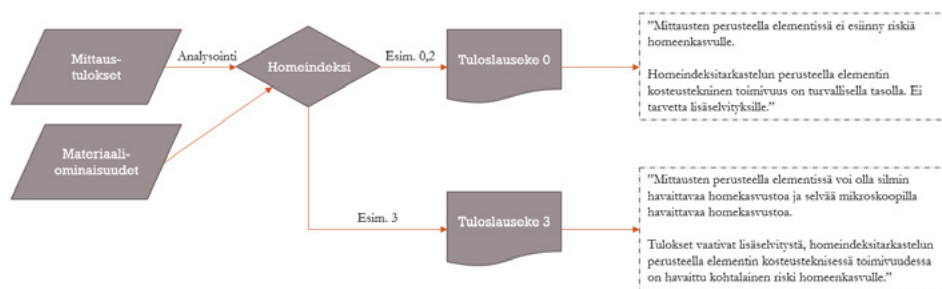 Mittaus-
tulokset
Analysointi
Homeindeksi
Esim. 0,2
Tuloslauseke 0
"Mittausten perusteella elementissä ei esiinny riskiä
homeenkasvulle.
Homeindeksitarkastelun perusteella elementin
kosteustekninen toimivuus on turvallisella tasolla. Ei
tarvetta lisäselvityksille."
Materiaali-
ominaisuudet
Esim. 3
Tuloslauseke 3
"Mittausten perusteella elementissä voi olla silmin
havaittavaa homekasvustoa ja selvää mikroskoopilla
havaittavaa homekasvustoa.
Tulokset vaativat lisäselvitystä, homeindeksitarkastelun
perusteella elementin kosteusteknisessä toimivuudessa
on havaittu kohtalainen riski homeenkasvulle."